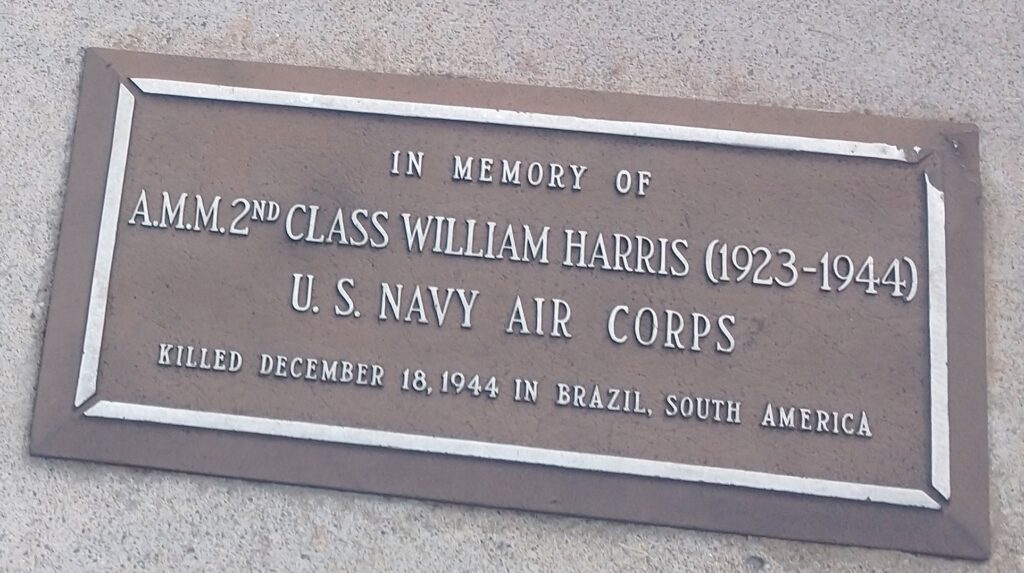 IN MEMORY OF
A.M.M. 2ND CLASS WILLIAM HARRIS (1923-1944)
U. S. NAVY AIR CORPS
KILLED DECEMBER 18, 1944 IN BRAZIL, SOUTH AMERICA